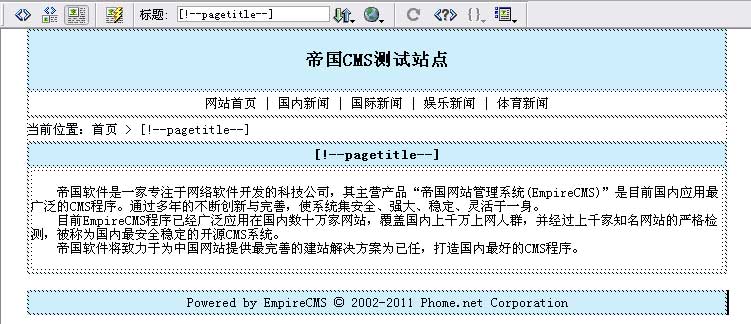 标题: [!--pagetitle--]
帝国CMS测试站点
网站首页 | 国内新闻 | 国际新闻 | 娱乐新闻 | 体育新闻
当前位置：首页 > [!--pagetitle--]
[!--pagetitle--]
帝国软件是一家专注于网络软件开发的科技公司，其主营产品“帝国网站管理系统(EmpireCMS)”是目前国内应用最
广泛的CMS程序。通过多年的不断创新与完善，使系统集安全、强大、稳定、灵活于一身。
目前EmpireCMS程序已经广泛应用在国内数十万家网站，覆盖国内上千万上网人群，并经过上千家知名网站的严格检
测，被称为国内最安全稳定的开源CMS系统。
帝国软件将致力于为中国网站提供最完善的建站解决方案为已任，打造国内最好的CMS程序。
Powered by EmpireCMS © 2002-2011 Phome.net Corporation